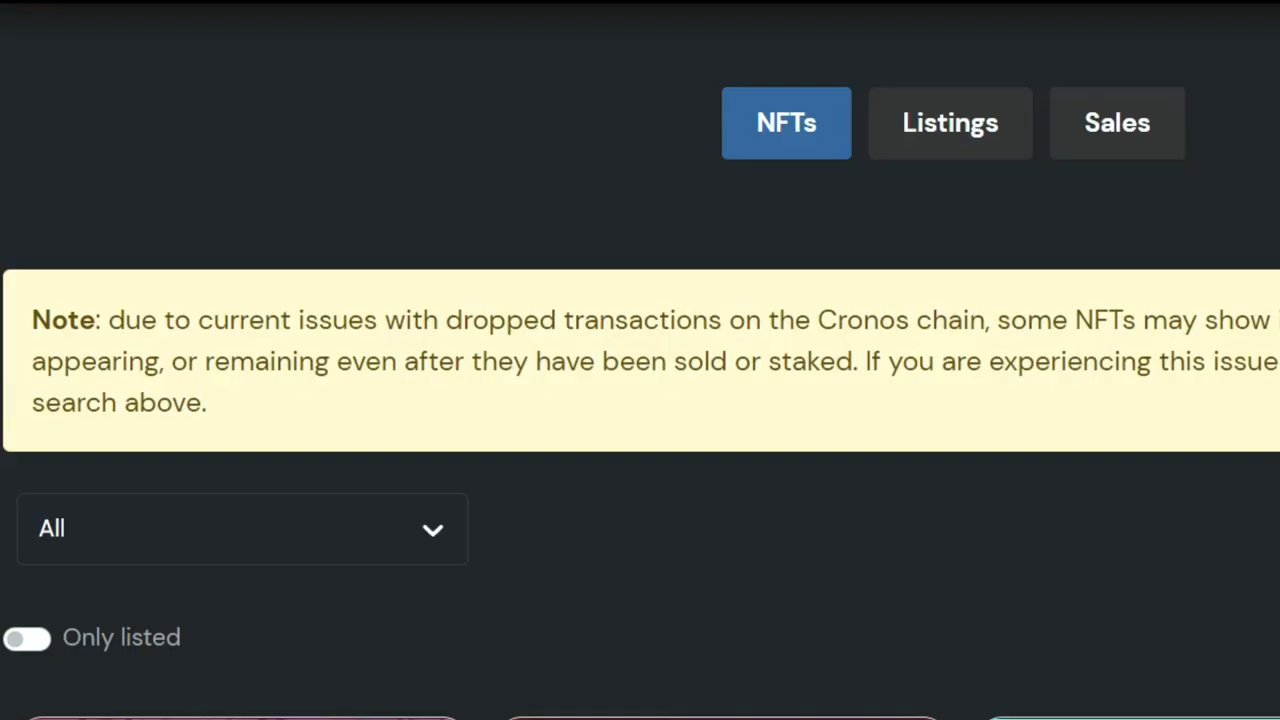 NFTs Listings Sales
Note: due to current issues with dropped transactions on the Cronos chain, some NFTs may show
appearing, or remaining even after they have been sold or staked. If you are experiencing this issue
search above.
All
Only listed